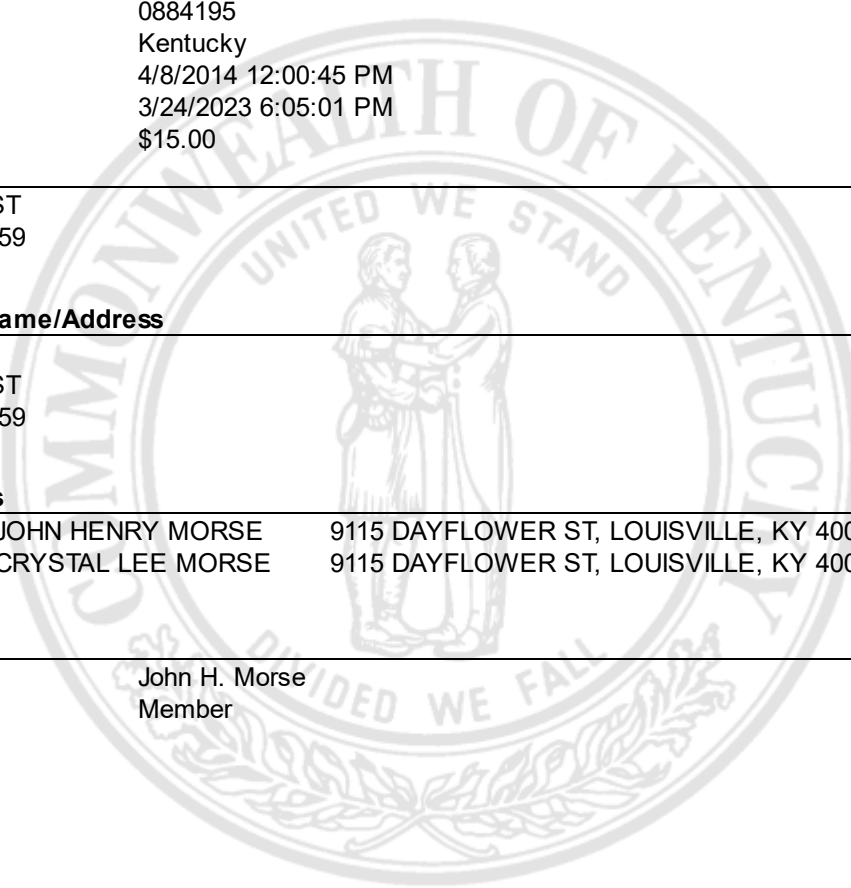 0884195
Kentucky
4/8/2014 12:00:45 PM
3/24/2023 6:05:01 PM
$15.00
ST
59
ame/Address
ST
59
s
JOHN HENRY MORSE 9115 DAYFLOWER ST, LOUISVILLE, KY 400
CRYSTAL LEE MORSE 9115 DAYFLOWER ST, LOUISVILLE, KY 400
John H. Morse
Member
COMMONWEALTH OF KENTUCKY
UNITED WE STAND
DIVIDED WE FALL